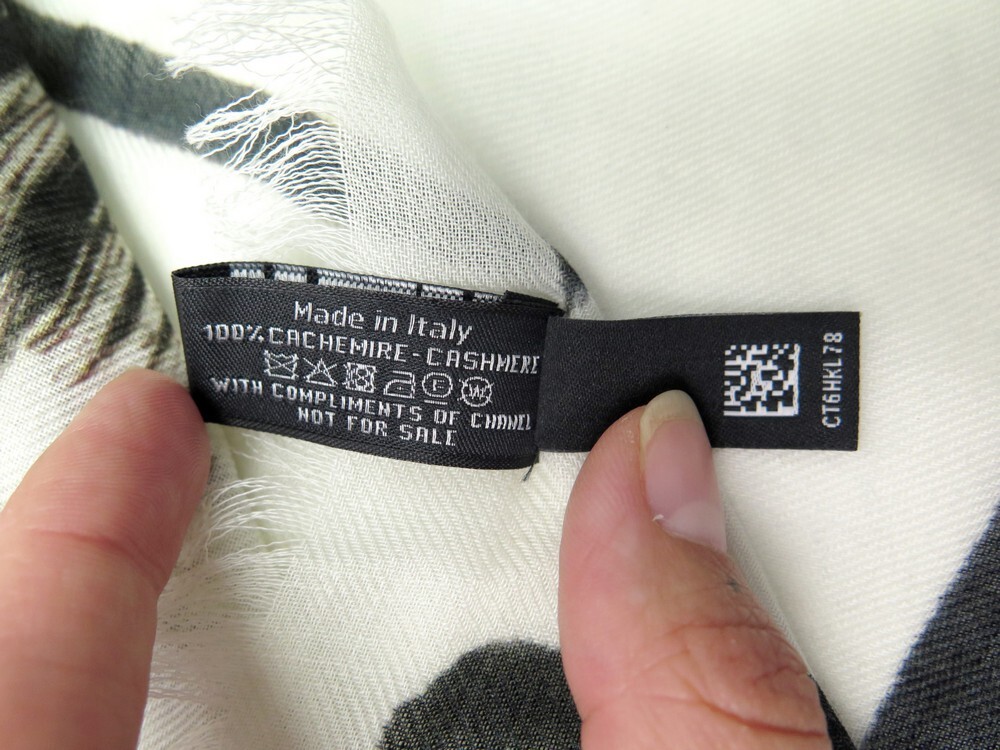 Made in Italy
100% CACHEMIRE - CASHMERE
WITH COMPLIMENTS OF CHANEL
NOT FOR SALE
CT6HKL78